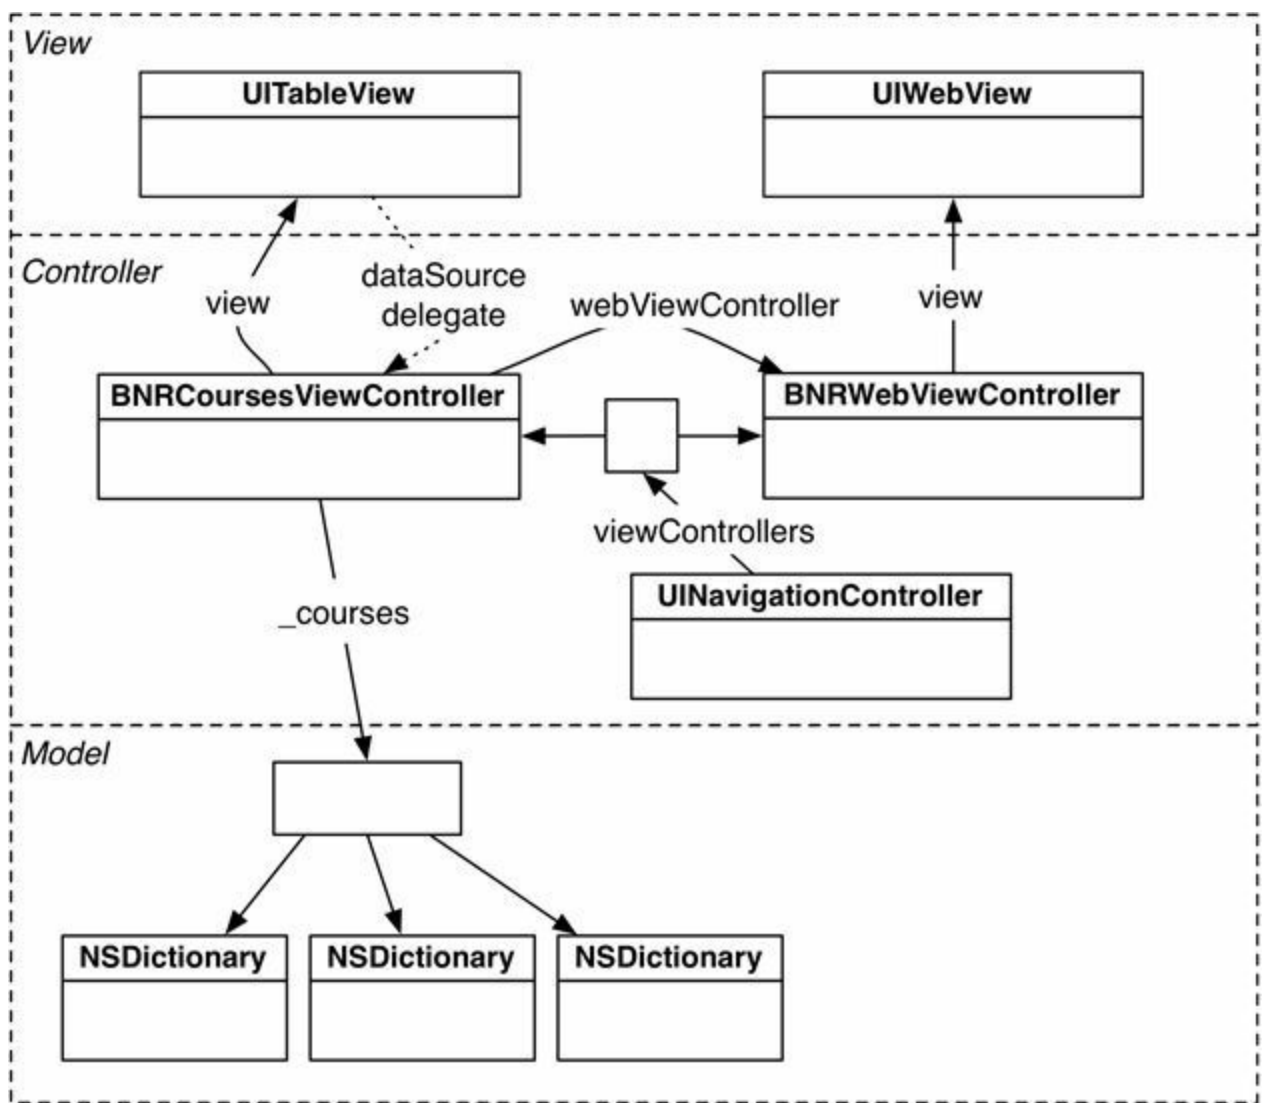 View
UITableView
UIWebView
Controller
view
dataSource
delegate
webViewController
view
BNRCoursesViewController
BNRWebViewController
viewControllers
UINavigationController
_courses
Model
NSDictionary
NSDictionary
NSDictionary